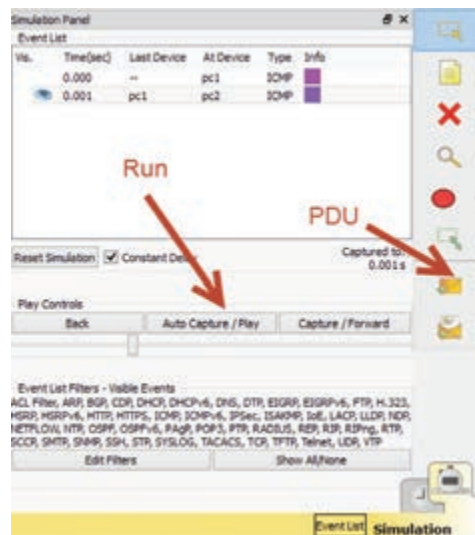 Simulation Panel
Event List
Vis. Time(sec) Last Device At Device Type Info
0.000 -- pc1 ICMP
0.001 pc1 pc2 ICMP
Run
PDU
Reset Simulation Constant Delay
Captured to:
0.001 s
Play Controls
Back Auto Capture / Play Capture / Forward
Event List Filters - Visible Events
ACL Filter, ARP, BGP, CDP, DHCP, DHCPv6, DNS, DTP, EIGRP, EIGRPv6, FTP, H.323,
HSRP, HSRPv6, HTTP, HTTPS, ICMP, ICMPv6, IPSec, ISAKMP, IoE, LACP, LLDP, NDP,
NETFLOW, NTP, OSPF, OSPFv6, PAgP, POP3, PTP, RADIUS, REP, RIP, RIPng, RTP,
SCCP, SMTP, SNMP, SSH, STP, SYSLOG, TACACS, TCP, TFTP, Telnet, UDP, VTP
Edit Filters Show All/None
Event List Simulation